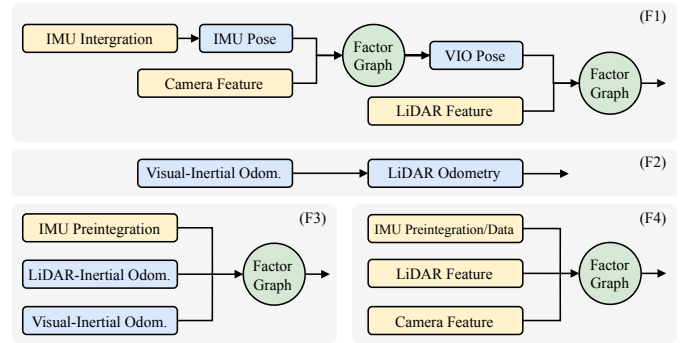 (F1)
IMU Intergration
IMU Pose
Factor
Graph
VIO Pose
Camera Feature
Factor
Graph
LiDAR Feature
(F2)
Visual-Inertial Odom.
LiDAR Odometry
(F3)
IMU Preintegration
LiDAR-Inertial Odom.
Factor
Graph
Visual-Inertial Odom.
(F4)
IMU Preintegration/Data
LiDAR Feature
Factor
Graph
Camera Feature